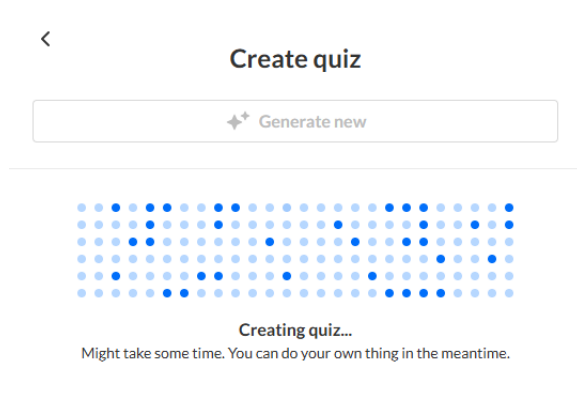 Create quiz
Generate new
Creating quiz...
Might take some time. You can do your own thing in the meantime.